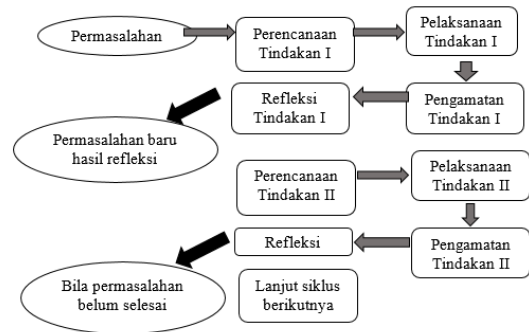 Permasalahan
Perencanaan
Tindakan I
Pelaksanaan
Tindakan I
Pengamatan
Tindakan I
Refleksi
Tindakan I
Permasalahan baru
hasil refleksi
Perencanaan
Tindakan II
Pelaksanaan
Tindakan II
Pengamatan
Tindakan II
Refleksi
Bila permasalahan
belum selesai
Lanjut siklus
berikutnya